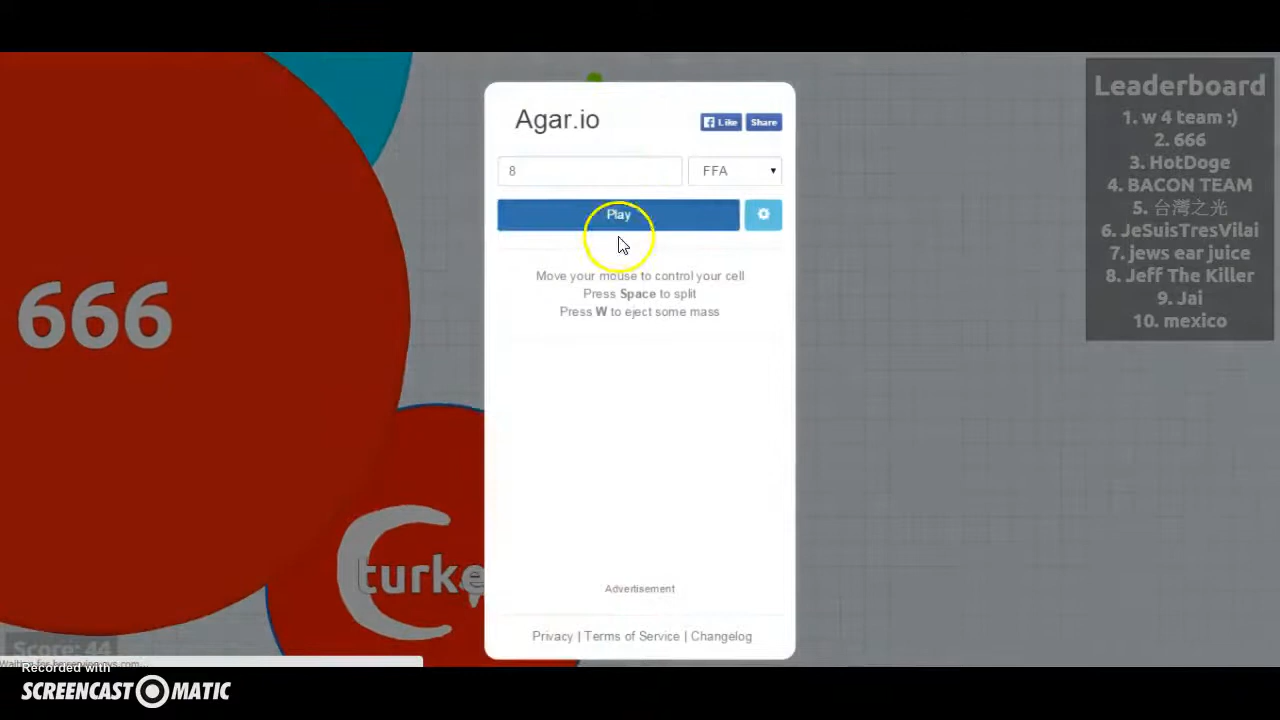 666
turke
Score: 44
Agar.io
Like
Share
8
FFA
Play
Move your mouse to control your cell
Press Space to split
Press W to eject some mass
Advertisement
Privacy | Terms of Service | Changelog
Leaderboard
1. w 4 team :)
2. 666
3. HotDoge
4. BACON TEAM
5. 台灣之光
6. JeSuisTresVilai
7. jews ear juice
8. Jeff The Killer
9. Jai
10. mexico
Recorded with
SCREENCAST MATIC